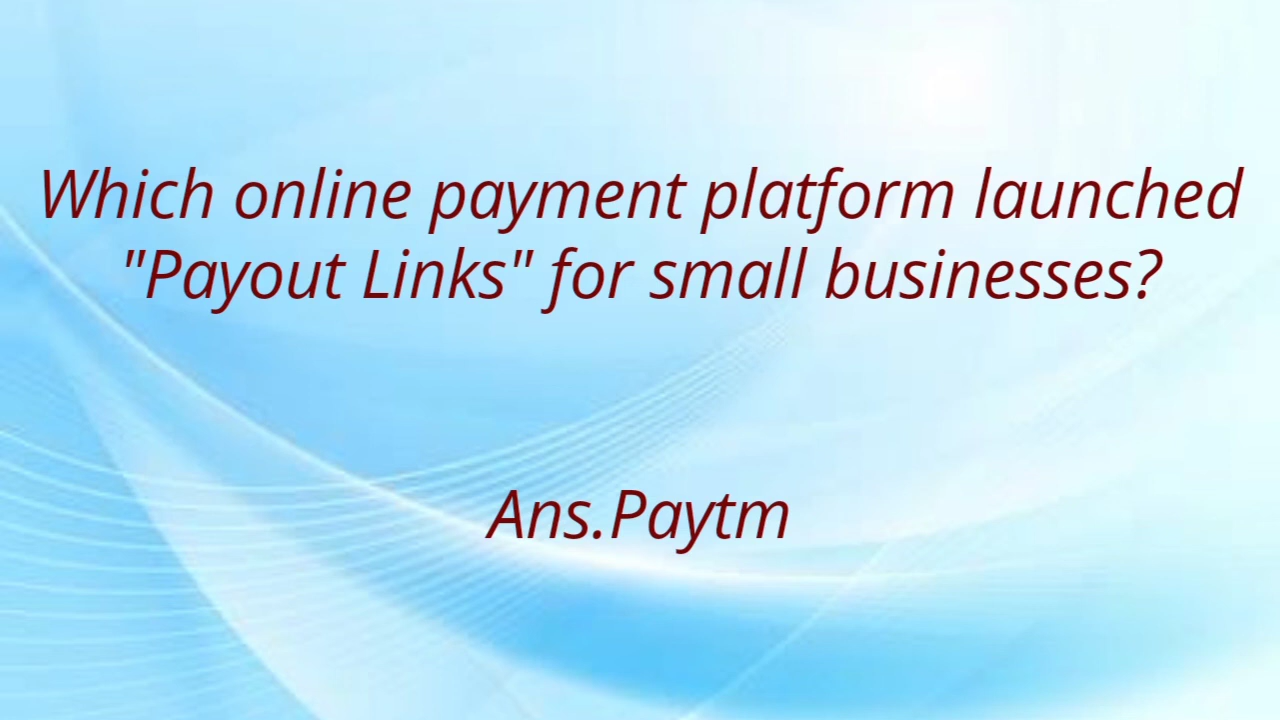 Which online payment platform launched
"Payout Links" for small businesses?
Ans.Paytm